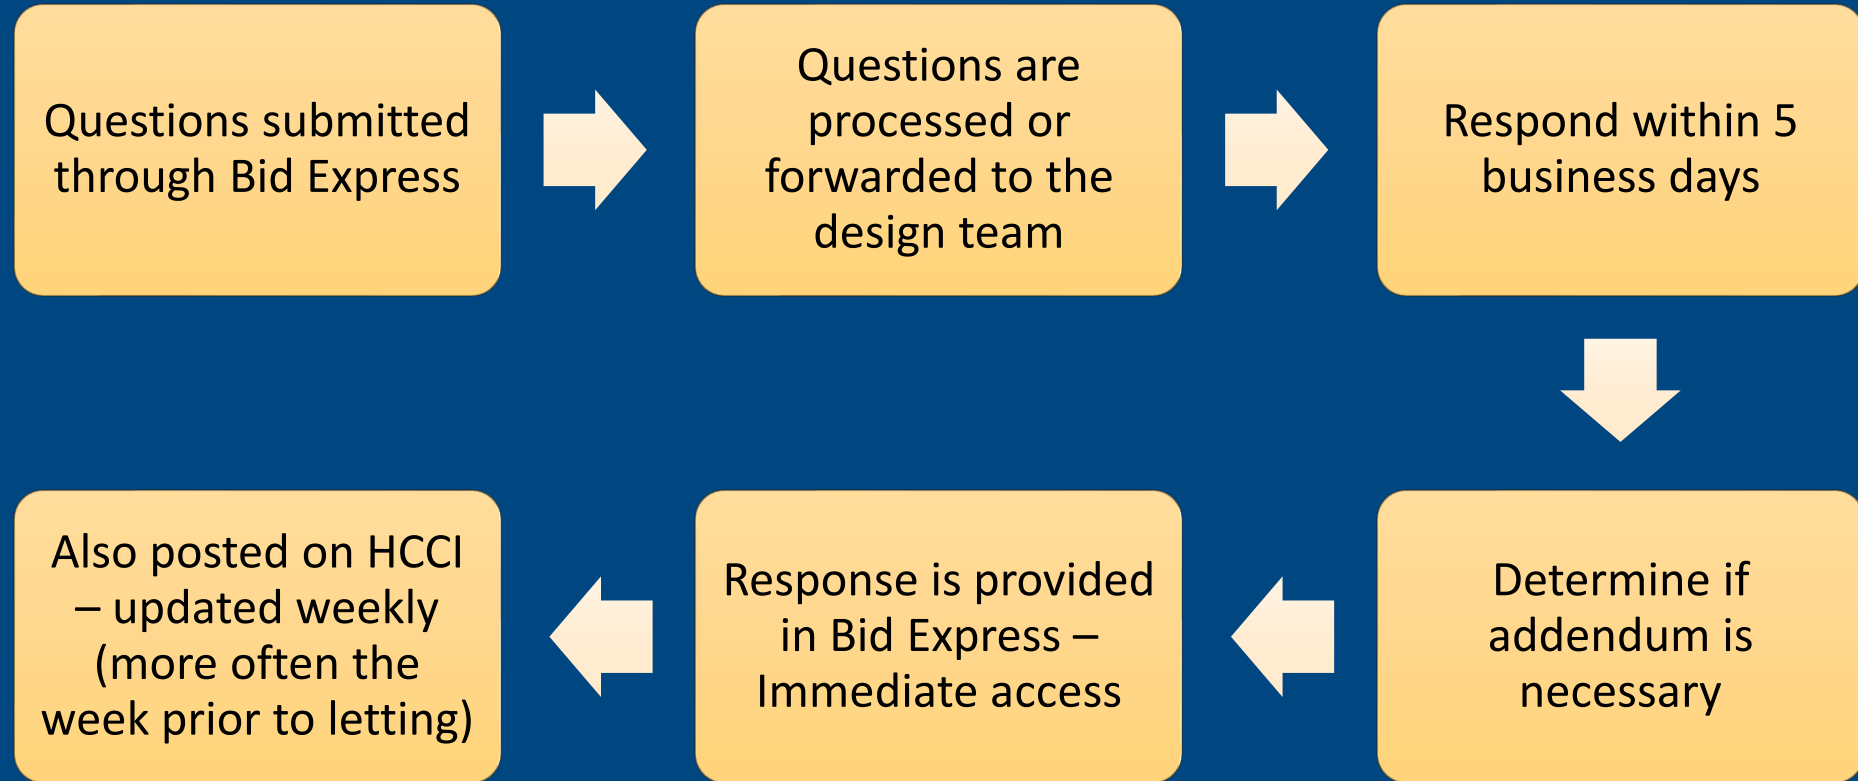 Questions submitted
through Bid Express
Questions are
processed or
forwarded to the
design team
Respond within 5
business days
Determine if
addendum is
necessary
Response is provided
in Bid Express –
Immediate access
Also posted on HCCI
– updated weekly
(more often the
week prior to letting)